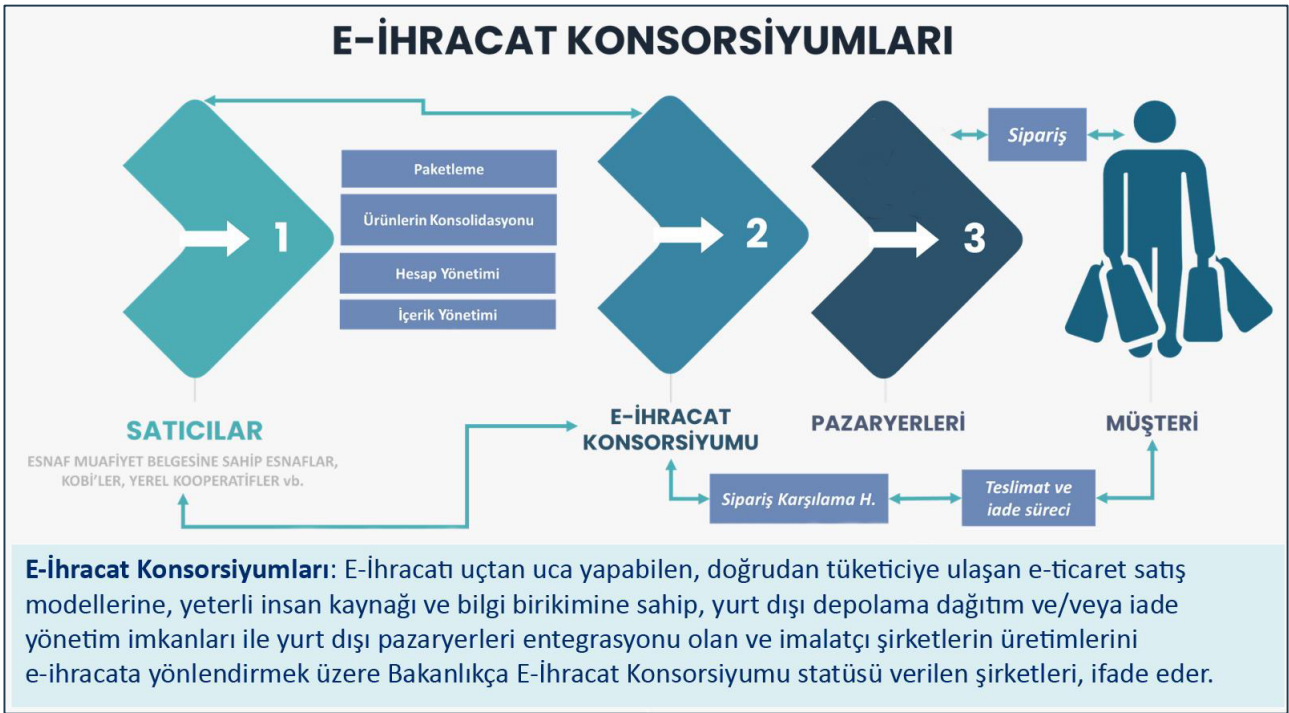 E-İHRACAT KONSORSİYUMLARI
Sipariş
Paketleme
Ürünlerin Konsolidasyonu
Hesap Yönetimi
İçerik Yönetimi
1
2
3
SATICILAR
ESNAF MUAFİYET BELGESİNE SAHİP ESNAFLAR,
KOBİ'LER, YEREL KOOPERATİFLER vb.
E-İHRACAT
KONSORSİYUMU
PAZARYERLERİ
MÜŞTERİ
Sipariş Karşılama H.
Teslimat ve
iade süreci
E-İhracat Konsorsiyumları: E-İhracatı uçtan uca yapabilen, doğrudan tüketiciye ulaşan e-ticaret satış
modellerine, yeterli insan kaynağı ve bilgi birikimine sahip, yurt dışı depolama dağıtım ve/veya iade
yönetim imkanları ile yurt dışı pazaryerleri entegrasyonu olan ve imalatçı şirketlerin üretimlerini
e-ihracata yönlendirmek üzere Bakanlıkça E-İhracat Konsorsiyumu statüsü verilen şirketleri, ifade eder.